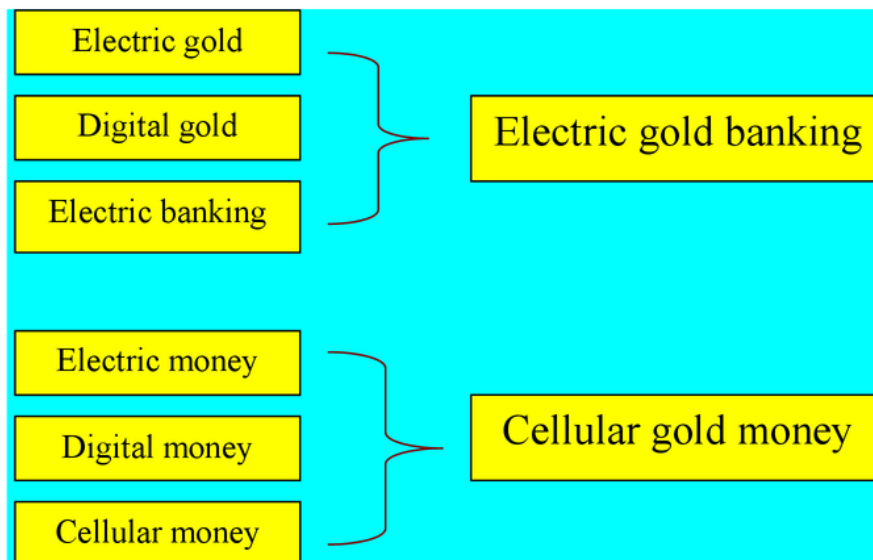 Electric gold
Digital gold
Electric banking
Electric gold banking
Electric money
Digital money
Cellular money
Cellular gold money